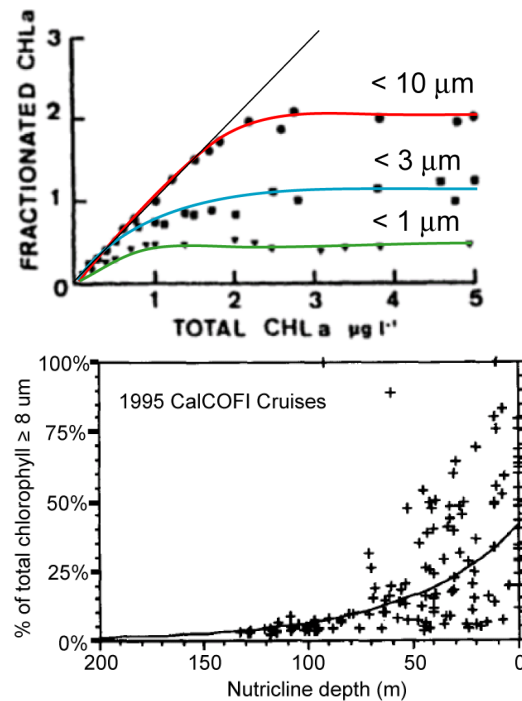 3
2
1
0
FRACTIONATED CHLa
< 10 µm
< 3 µm
< 1 µm
1 2 3 4 5
TOTAL CHLa µg l⁻¹
100%
75%
50%
25%
0%
% of total chlorophyll ≥ 8 um
1995 CalCOFI Cruises
200 150 100 50 0
Nutricline depth (m)